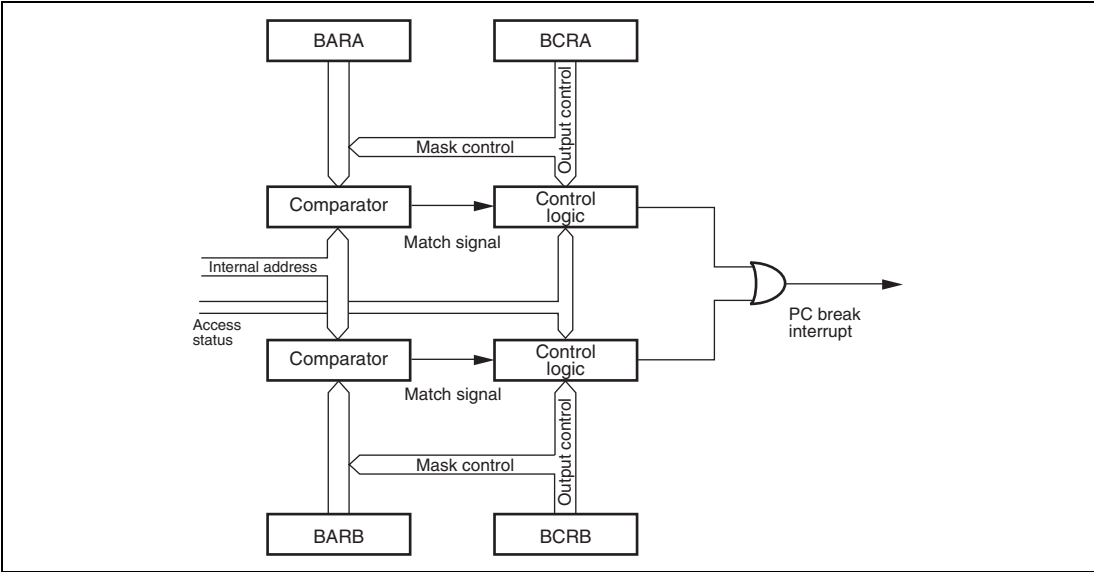 BARA
BCRA
Output control
Mask control
Comparator
Control
logic
Match signal
Internal address
Access
status
PC break
interrupt
Comparator
Control
logic
Match signal
Output control
Mask control
BARB
BCRB